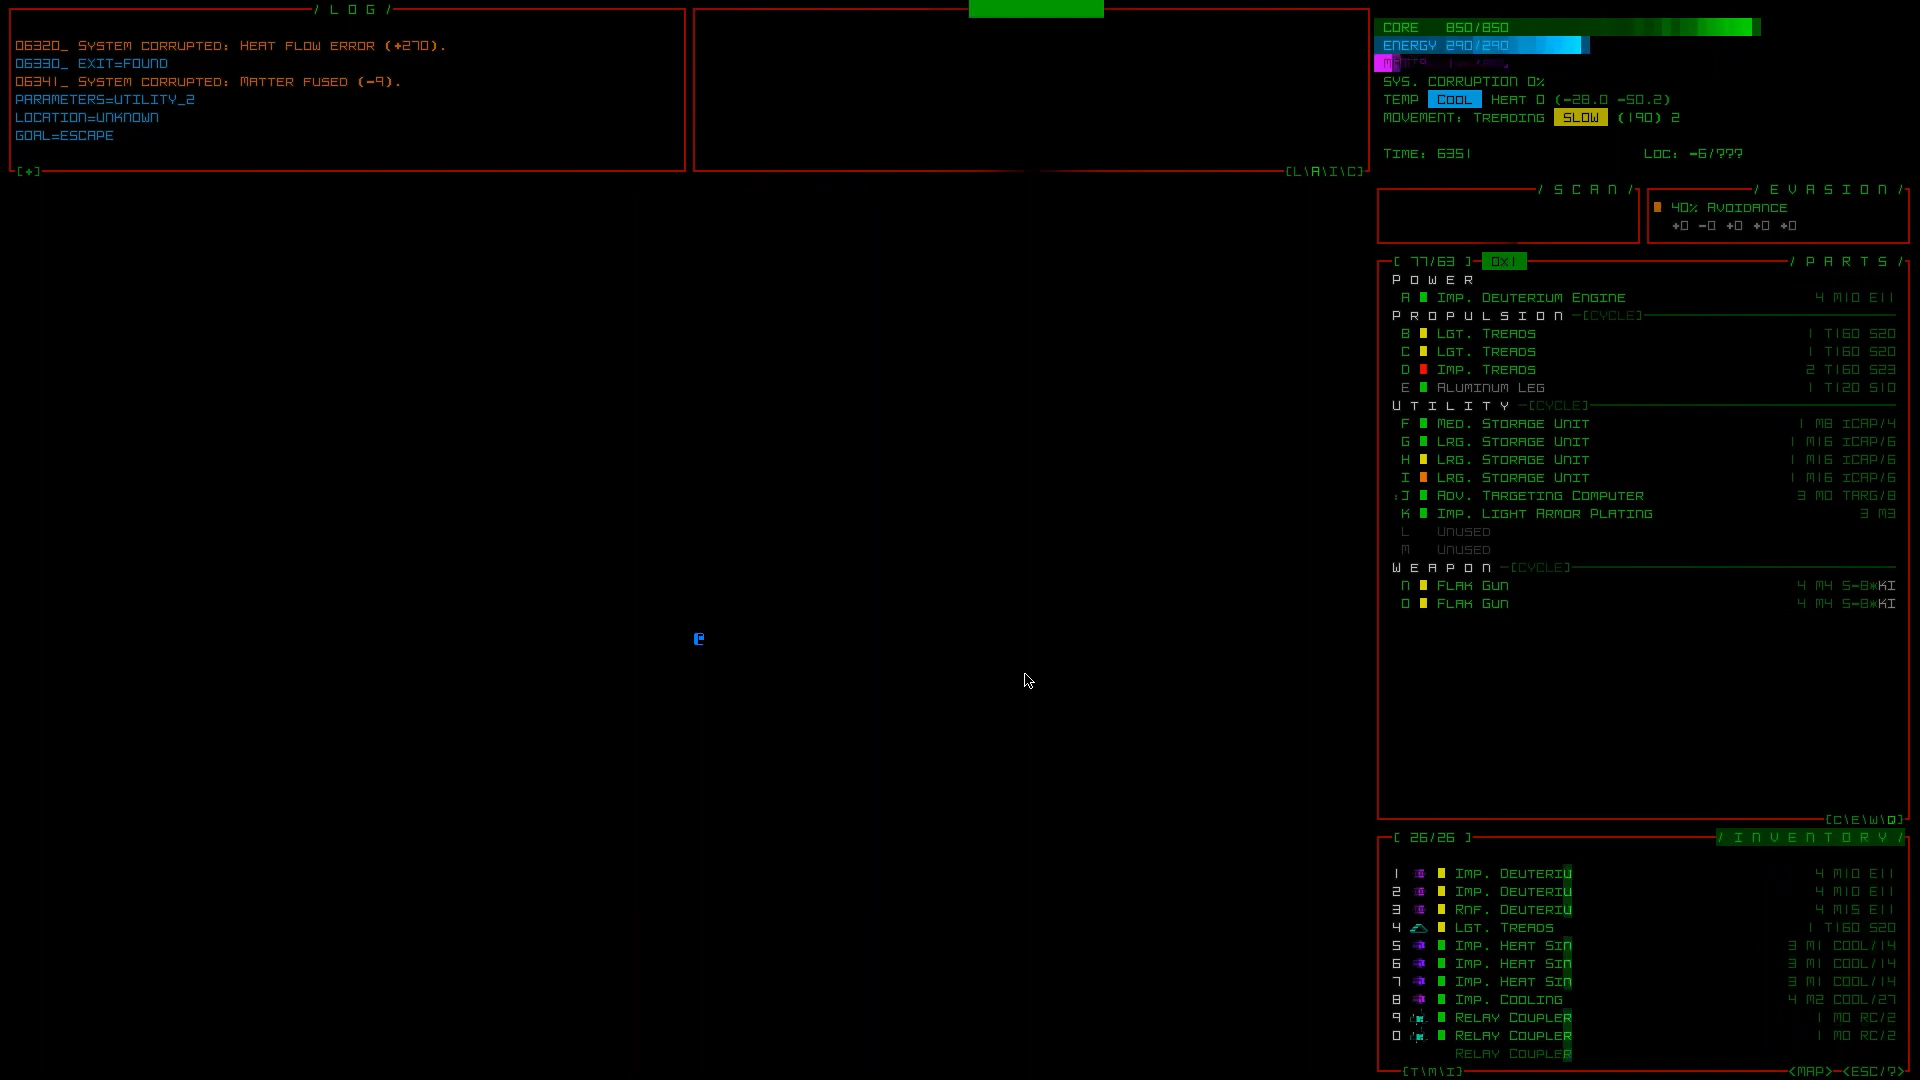 / L O G /
06320_ SYSTEM CORRUPTED: HEAT FLOW ERROR (+270).
06330_ EXIT=FOUND
06341_ SYSTEM CORRUPTED: MATTER FUSED (-9).
PARAMETERS=UTILITY_2
LOCATION=UNKNOWN
GOAL=ESCAPE
[+]
[L\A\I\C]
CORE 850/850
ENERGY 290/290
SYS. CORRUPTION 0%
TEMP COOL HEAT 0 (-28.0 -50.2)
MOVEMENT: TREADING SLOW (190) 2
TIME: 6351 LOC: -6/???
/ S C A N /
/ E V A S I O N /
40% AVOIDANCE
+0 -0 +0 +0 +0
[ 77/63 ] 0x1 / P A R T S /
P O W E R
A IMP. DEUTERIUM ENGINE 4 M10 E11
P R O P U L S I O N [CYCLE]
B LGT. TREADS 1 T160 S20
C LGT. TREADS 1 T160 S20
D IMP. TREADS 2 T160 S23
E ALUMINUM LEG 1 T120 S10
U T I L I T Y [CYCLE]
F MED. STORAGE UNIT 1 M8 ICAP/4
G LRG. STORAGE UNIT 1 M16 ICAP/6
H LRG. STORAGE UNIT 1 M16 ICAP/6
I LRG. STORAGE UNIT 1 M16 ICAP/6
:J ADV. TARGETING COMPUTER 3 M0 TARG/8
K IMP. LIGHT ARMOR PLATING 3 M3
L UNUSED
M UNUSED
W E A P O N [CYCLE]
N FLAK GUN 4 M4 5-8*KI
O FLAK GUN 4 M4 5-8*KI
[C\E\W\Q]
[ 26/26 ] / I N V E N T O R Y /
1 IMP. DEUTERIU 4 M10 E11
2 IMP. DEUTERIU 4 M10 E11
3 RNF. DEUTERIU 4 M15 E11
4 LGT. TREADS 1 T160 S20
5 IMP. HEAT SIN 3 M1 COOL/14
6 IMP. HEAT SIN 3 M1 COOL/14
7 IMP. HEAT SIN 3 M1 COOL/14
8 IMP. COOLING 4 M2 COOL/27
9 RELAY COUPLER 1 M0 RC/2
0 RELAY COUPLER 1 M0 RC/2
RELAY COUPLER
[T\M\I] <MAP> <ESC/?>